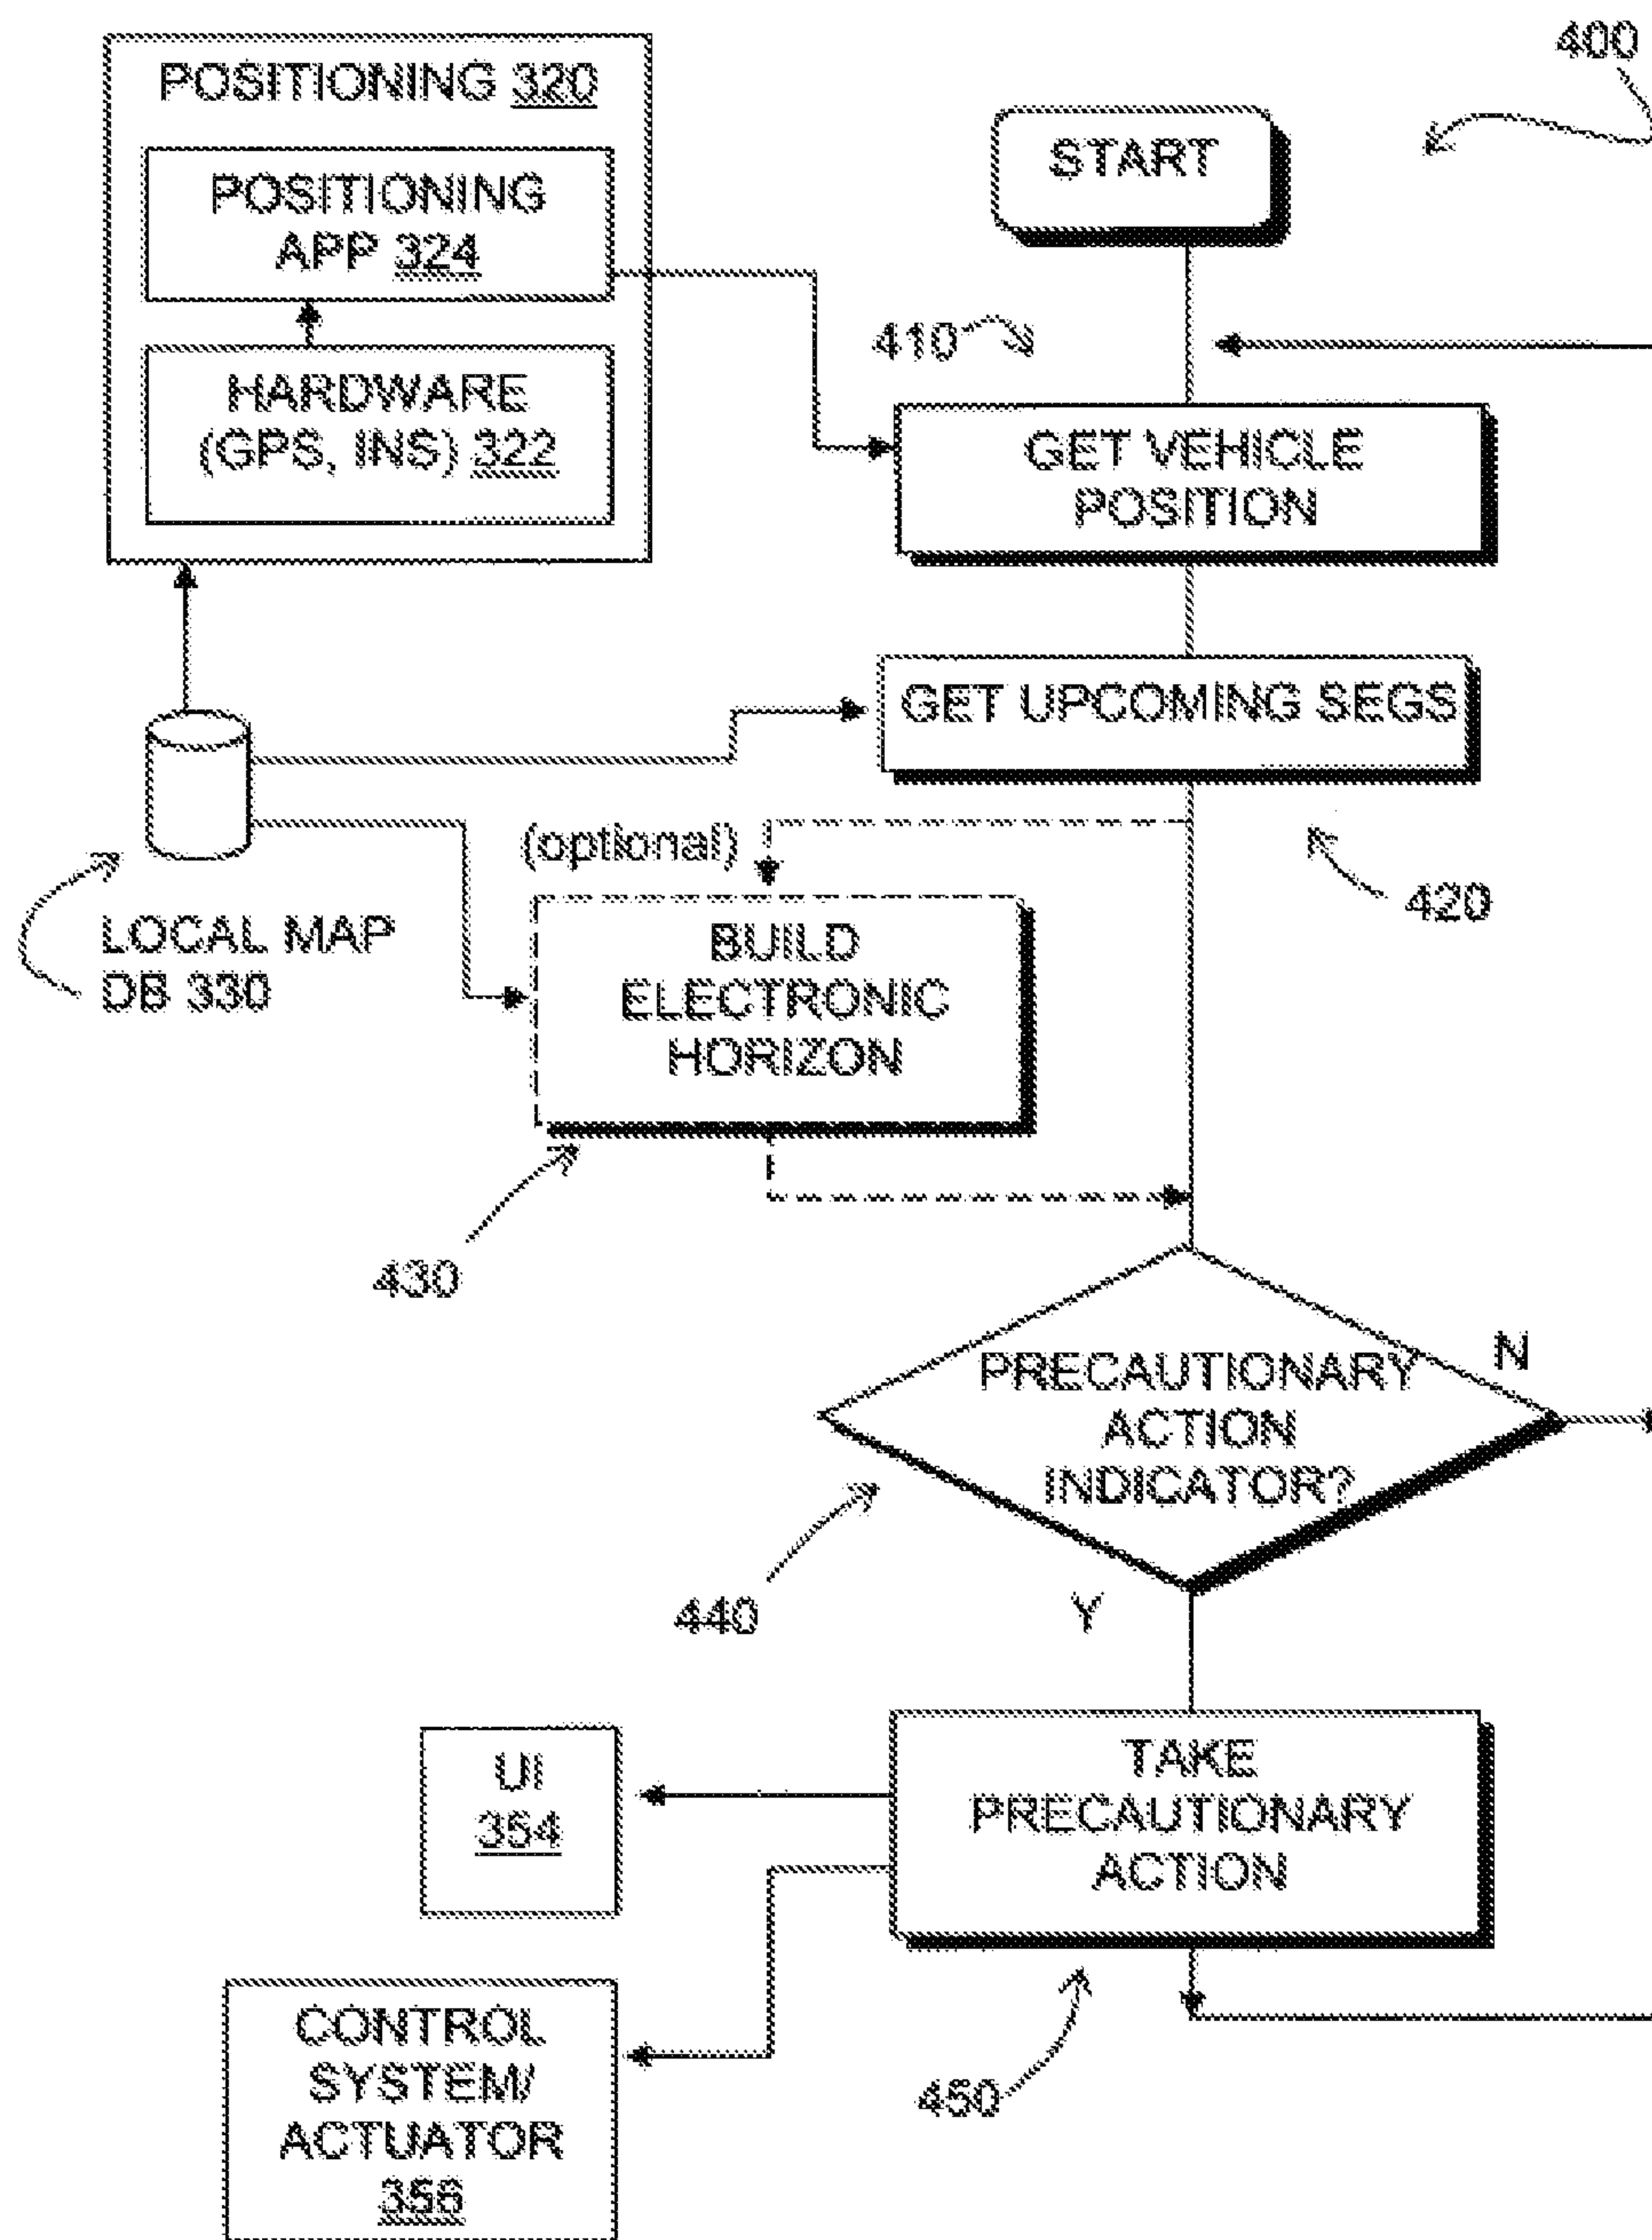 400
POSITIONING 320
POSITIONING
APP 324
HARDWARE
(GPS, INS) 322
START
410
GET VEHICLE
POSITION
GET UPCOMING SEGS
420
(optional)
LOCAL MAP
DB 330
BUILD
ELECTRONIC
HORIZON
430
PRECAUTIONARY
ACTION
INDICATOR?
N
440
Y
TAKE
PRECAUTIONARY
ACTION
UI
354
450
CONTROL
SYSTEM/
ACTUATOR
356